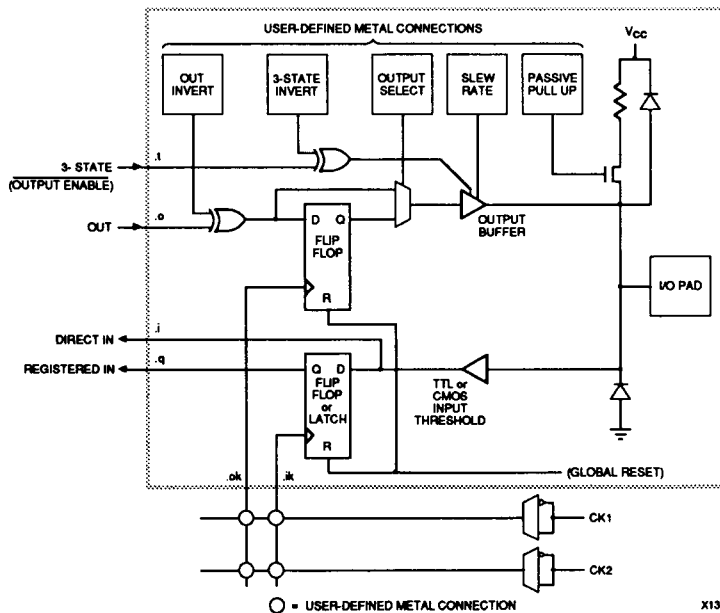 USER-DEFINED METAL CONNECTIONS
VCC
OUT
INVERT
3-STATE
INVERT
OUTPUT
SELECT
SLEW
RATE
PASSIVE
PULL UP
3- STATE
(OUTPUT ENABLE)
.t
OUT
.o
D Q
FLIP
FLOP
R
OUTPUT
BUFFER
I/O PAD
DIRECT IN
.i
REGISTERED IN
.q
Q D
FLIP
FLOP
or
LATCH
R
TTL or
CMOS
INPUT
THRESHOLD
(GLOBAL RESET)
.ok
.ik
CK1
CK2
= USER-DEFINED METAL CONNECTION
X13